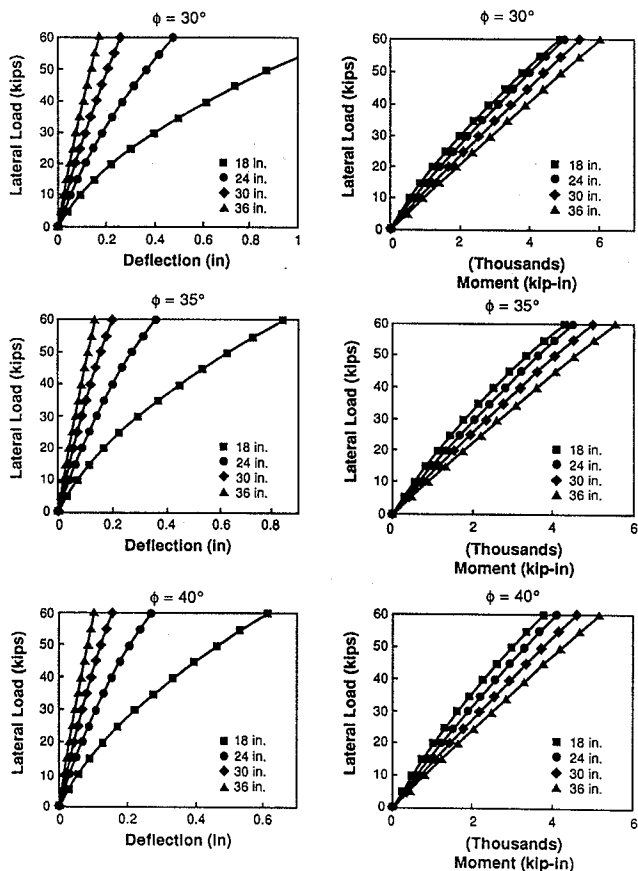 ϕ = 30°
Lateral Load (kips)
60
50
40
30
20
10
0
18 In.
24 in.
30 in.
36 in.
0 0.2 0.4 0.6 0.8 1
Deflection (in)
ϕ = 30°
Lateral Load (kips)
60
50
40
30
20
10
0
18 In.
24 in.
30 in.
36 in.
0 2 4 6
(Thousands)
Moment (kip-in)
ϕ = 35°
Lateral Load (kips)
60
50
40
30
20
10
0
18 in.
24 in.
30 in.
36 in.
0 0.2 0.4 0.6 0.8
Deflection (in)
ϕ = 35°
Lateral Load (kips)
60
50
40
30
20
10
0
18 in.
24 in.
30 in.
36 in.
0 2 4 6
(Thousands)
Moment (kip-in)
ϕ = 40°
Lateral Load (kips)
60
50
40
30
20
10
0
18 in.
24 in.
30 in.
36 in.
0 0.2 0.4 0.6
Deflection (in)
ϕ = 40°
Lateral Load (kips)
60
50
40
30
20
10
0
18 in.
24 in.
30 in.
36 in.
0 2 4 6
(Thousands)
Moment (kip-in)